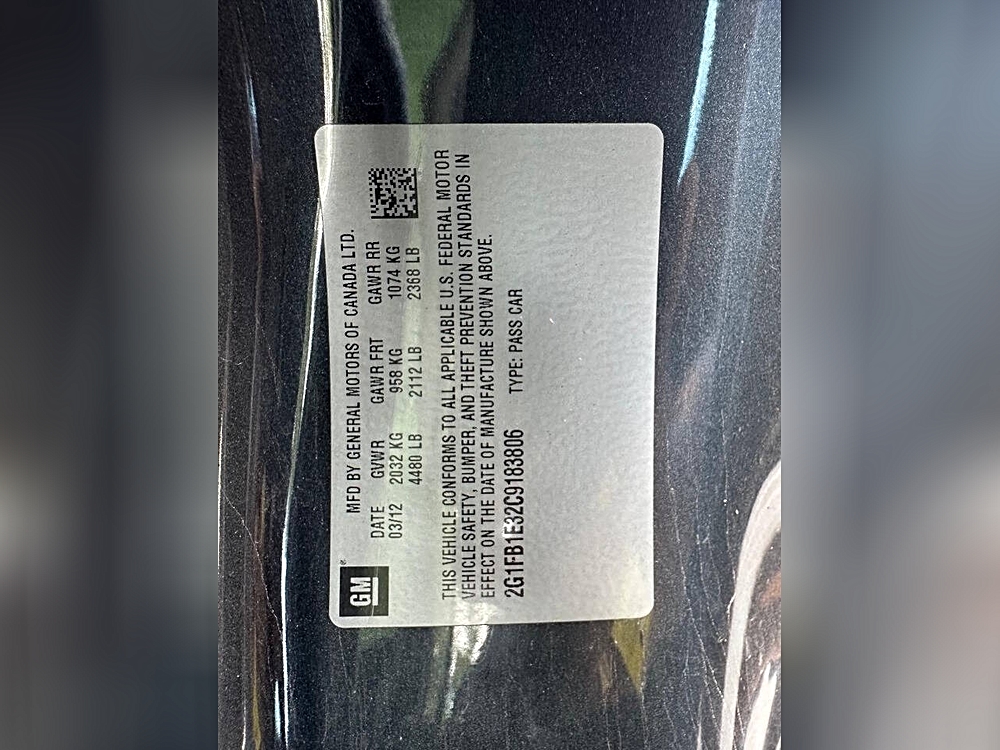 GM
MFD BY GENERAL MOTORS OF CANADA LTD.
DATE GVWR GAWR FRT GAWR RR
03/12 2032 KG 958 KG 1074 KG
4480 LB 2112 LB 2368 LB
THIS VEHICLE CONFORMS TO ALL APPLICABLE U.S. FEDERAL MOTOR
VEHICLE SAFETY, BUMPER, AND THEFT PREVENTION STANDARDS IN
EFFECT ON THE DATE OF MANUFACTURE SHOWN ABOVE.
2G1FB1E32C9183806 TYPE: PASS CAR